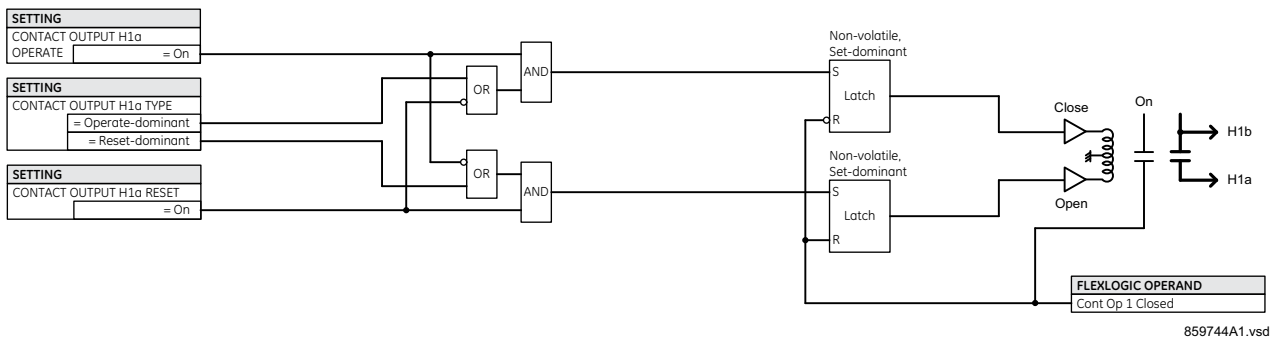 SETTING
CONTACT OUTPUT H1a
OPERATE = On
SETTING
CONTACT OUTPUT H1a TYPE
= Operate-dominant
= Reset-dominant
SETTING
CONTACT OUTPUT H1a RESET
= On
OR
AND
OR
AND
Non-volatile,
Set-dominant
S
Latch
R
Non-volatile,
Set-dominant
S
Latch
R
Close
Open
On
H1b
H1a
FLEXLOGIC OPERAND
Cont Op 1 Closed
859744A1.vsd